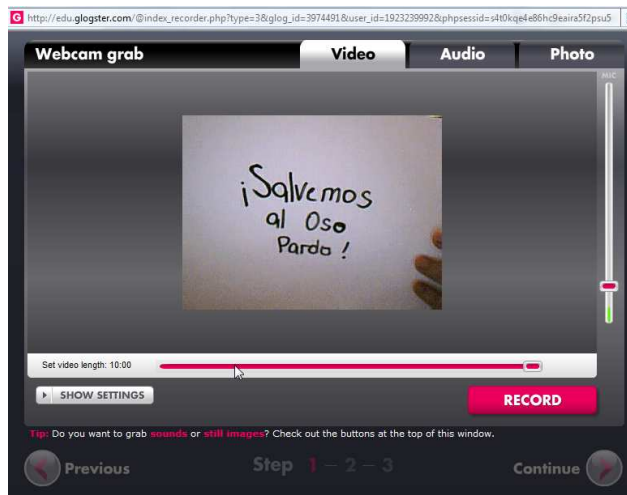 http://edu.glogster.com/@index_recorder.php?type=3&glog_id=3974491&user_id=1923239992&phpsessid=s4t0kqe4e86hc9eaira5f2psu5
Webcam grab
Video
Audio
Photo
MIC
¡Salvemos
al Oso
Pardo!
Set video length: 10:00
SHOW SETTINGS
RECORD
Tip: Do you want to grab sounds or still images? Check out the buttons at the top of this window.
Previous
Step 1 – 2 – 3
Continue